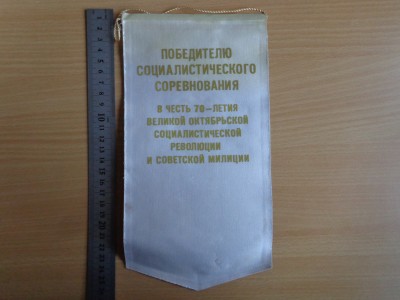 ПОБЕДИТЕЛЮ
СОЦИАЛИСТИЧЕСКОГО
СОРЕВНОВАНИЯ
В ЧЕСТЬ 70-ЛЕТИЯ
ВЕЛИКОЙ ОКТЯБРЬСКОЙ
СОЦИАЛИСТИЧЕСКОЙ
РЕВОЛЮЦИИ
И СОВЕТСКОЙ МИЛИЦИИ